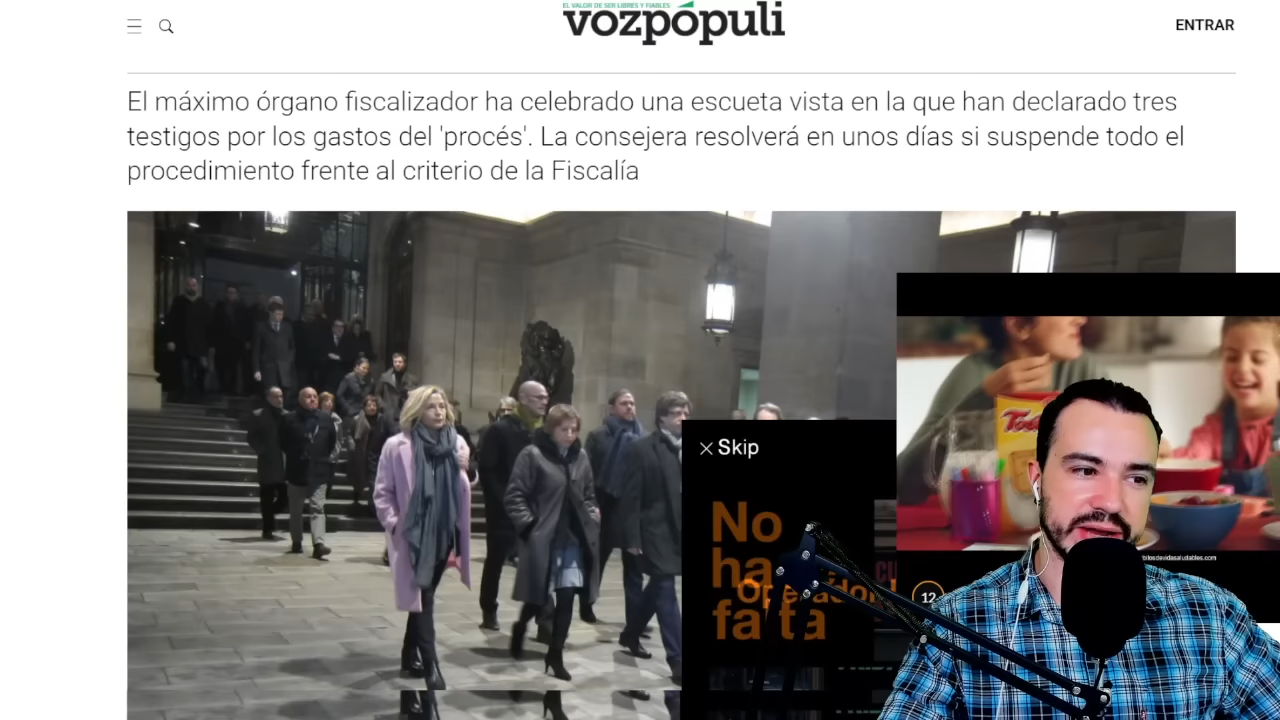 EL VALOR DE SER LIBRES Y FIABLES
vozpópuli
ENTRAR
El máximo órgano fiscalizador ha celebrado una escueta vista en la que han declarado tres
testigos por los gastos del 'procés'. La consejera resolverá en unos días si suspende todo el
procedimiento frente al criterio de la Fiscalía
Skip
No
ha
falta
12